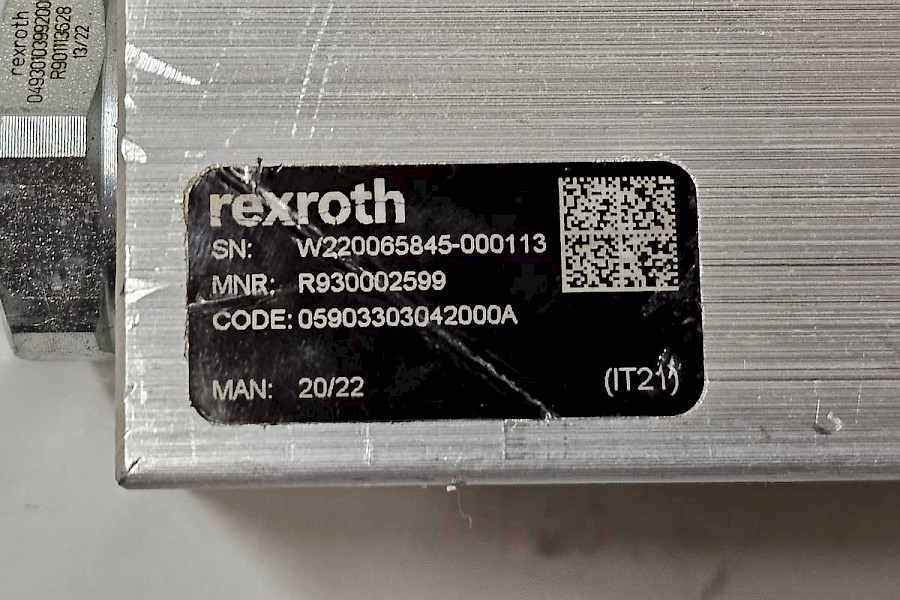 rexroth
049301039920
R901113628
13/22
rexroth
SN: W220065845-000113
MNR: R930002599
CODE: 05903303042000A
MAN: 20/22
(IT21)